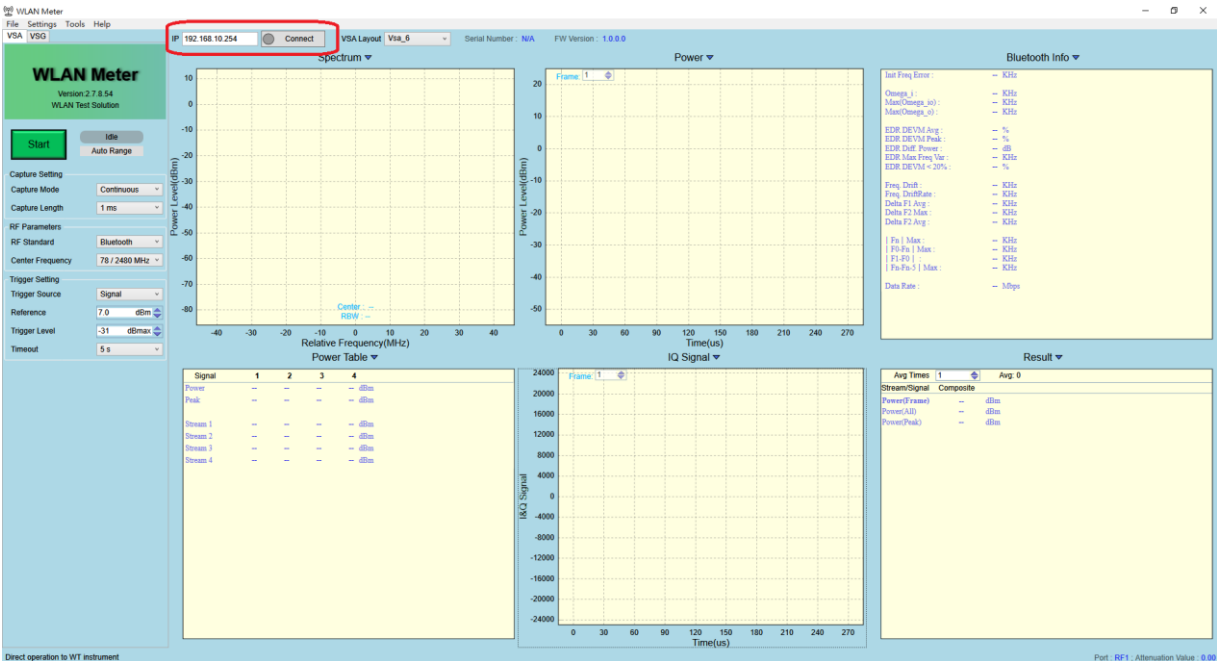 WLAN Meter
File Settings Tools Help
VSA VSG
IP 192.168.10.254 Connect VSA Layout Vsa_6 Serial Number : N/A FW Version : 1.0.0.0
WLAN Meter
Version:2.7.8.54
WLAN Test Solution
Start
Idle
Auto Range
Capture Setting
Capture Mode Continuous
Capture Length 1 ms
RF Parameters
RF Standard Bluetooth
Center Frequency 78 / 2480 MHz
Trigger Setting
Trigger Source Signal
Reference 7.0 dBm
Trigger Level -31 dBmax
Timeout 5 s
Spectrum
Power Level(dBm)
10
0
-10
-20
-30
-40
-50
-60
-70
-80
Center : --
RBW : --
-40 -30 -20 -10 0 10 20 30 40
Relative Frequency(MHz)
Power
Frame: 1
Power Level(dBm)
20
10
0
-10
-20
-30
-40
-50
0 30 60 90 120 150 180 210 240 270
Time(us)
Bluetooth Info
Init Freq Error : -- KHz
Omega_i : -- KHz
Max(Omega_io) : -- KHz
Max(Omega_o) : -- KHz
EDR DEVM Avg : -- %
EDR DEVM Peak : -- %
EDR Diff. Power : -- dB
EDR Max Freq Var : -- KHz
EDR DEVM < 20% : -- %
Freq. Drift : -- KHz
Freq. DriftRate : -- KHz
Delta F1 Avg : -- KHz
Delta F2 Max : -- KHz
Delta F2 Avg : -- KHz
| Fn | Max : -- KHz
| F0-Fn | Max : -- KHz
| F1-F0 | : -- KHz
| Fn-Fn-5 | Max : -- KHz
Data Rate : -- Mbps
Power Table
Signal 1 2 3 4
Power -- -- -- -- dBm
Peak -- -- -- -- dBm
Stream 1 -- -- -- -- dBm
Stream 2 -- -- -- -- dBm
Stream 3 -- -- -- -- dBm
Stream 4 -- -- -- -- dBm
IQ Signal
Frame: 1
I&Q Signal
24000
20000
16000
12000
8000
4000
0
-4000
-8000
-12000
-16000
-20000
-24000
0 30 60 90 120 150 180 210 240 270
Time(us)
Result
Avg Times 1 Avg: 0
Stream/Signal Composite
Power(Frame) -- dBm
Power(All) -- dBm
Power(Peak) -- dBm
Direct operation to WT instrument
Port : RF1 ; Attenuation Value : 0.00